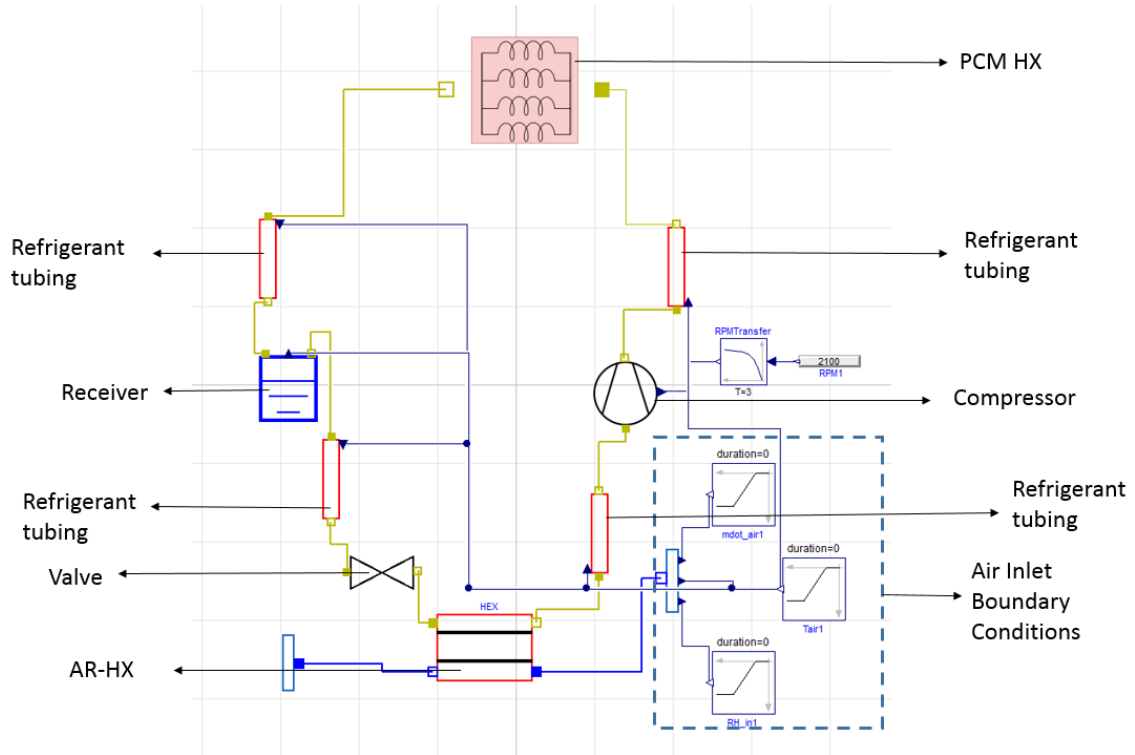 PCM HX
Refrigerant
tubing
Refrigerant
tubing
RPMTransfer
2100
RPM1
T=3
Receiver
Compressor
duration=0
mdot_air1
Refrigerant
tubing
Refrigerant
tubing
duration=0
Tair1
Valve
Air Inlet
Boundary
Conditions
HEX
duration=0
RH_in1
AR-HX